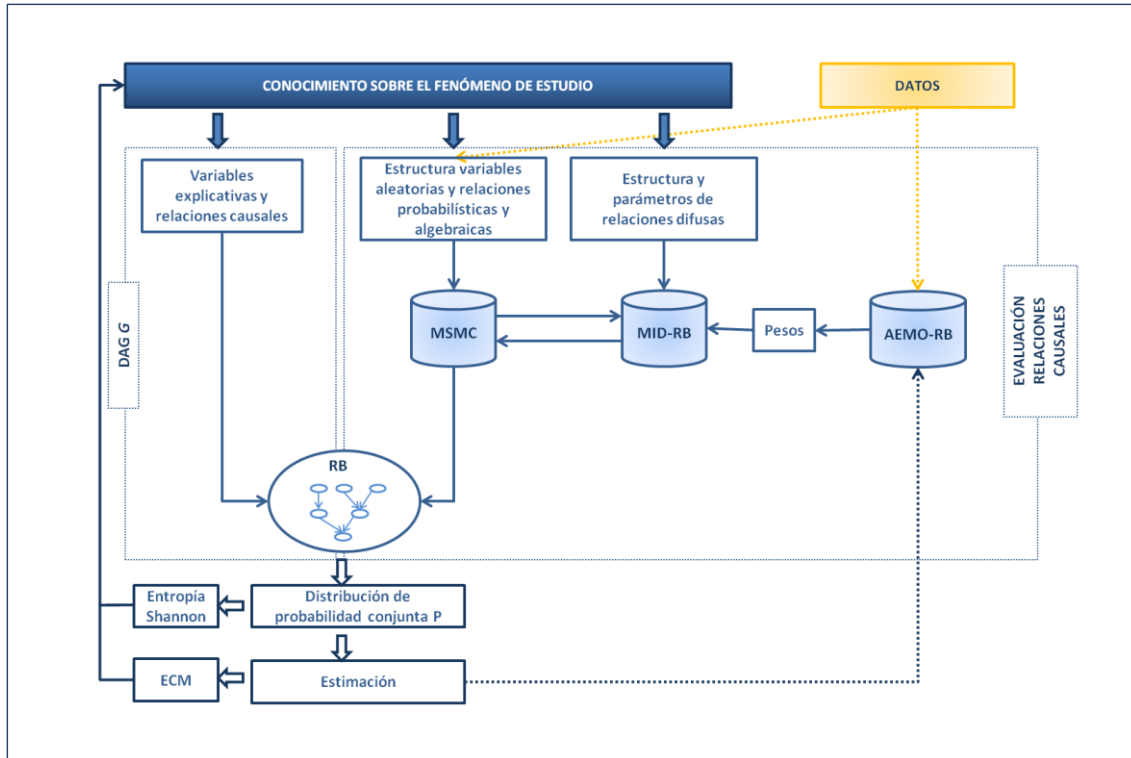 CONOCIMIENTO SOBRE EL FENÓMENO DE ESTUDIO
DATOS
Variables
explicativas y
relaciones causales
Estructura variables
aleatorias y relaciones
probabilísticas y
algebraicas
Estructura y
parámetros de
relaciones difusas
DAG G
MSMC
MID-RB
Pesos
AEMO-RB
EVALUACIÓN
RELACIONES
CAUSALES
RB
Entropía
Shannon
Distribución de
probabilidad conjunta P
ECM
Estimación